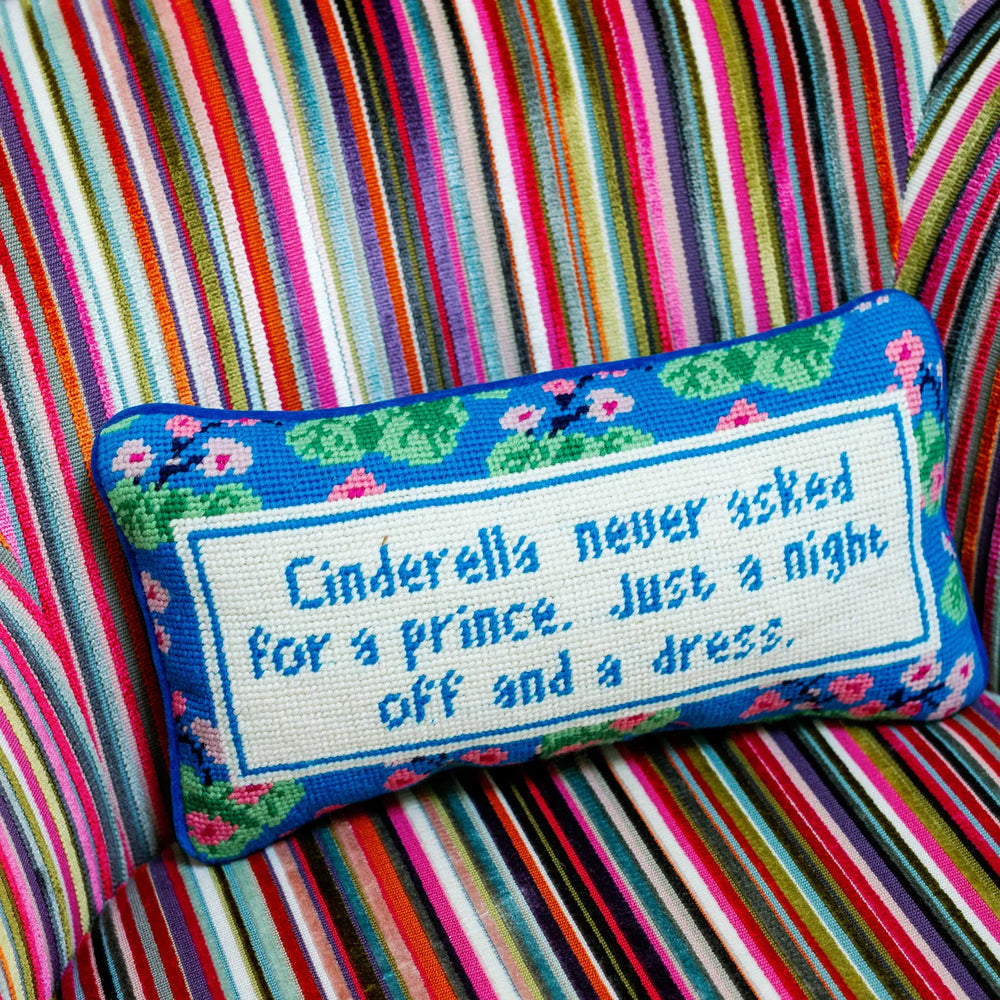 Cinderella never asked
for a prince. Just a night
off and a dress.